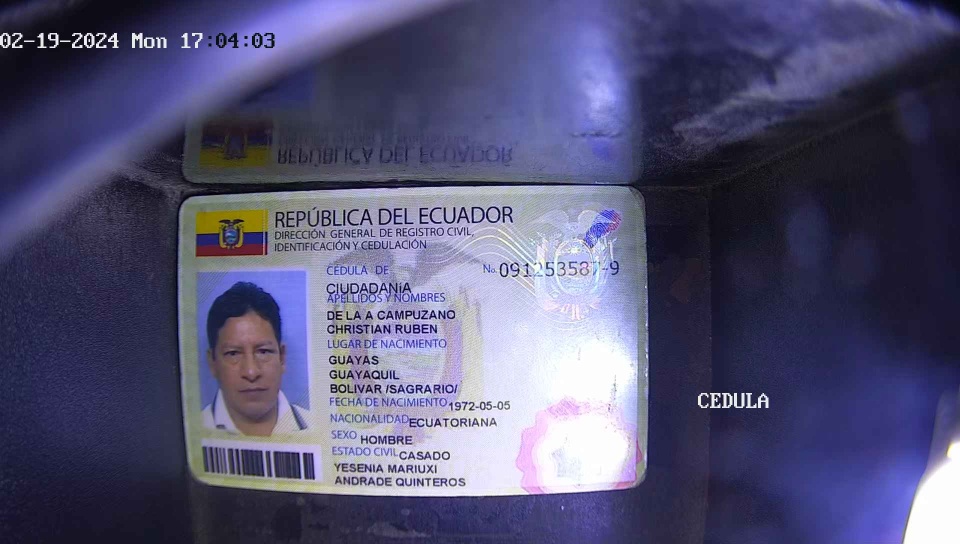 02-19-2024 Mon 17:04:03
REPÚBLICA DEL ECUADOR
REPÚBLICA DEL ECUADOR
DIRECCIÓN GENERAL DE REGISTRO CIVIL,
IDENTIFICACIÓN Y CEDULACIÓN
CÉDULA DE No. 091253587-9
CIUDADANÍA
APELLIDOS Y NOMBRES
DE LA A CAMPUZANO
CHRISTIAN RUBEN
LUGAR DE NACIMIENTO
GUAYAS
GUAYAQUIL
BOLIVAR /SAGRARIO/
FECHA DE NACIMIENTO 1972-05-05
CEDULA
NACIONALIDAD ECUATORIANA
SEXO HOMBRE
ESTADO CIVIL CASADO
YESENIA MARIUXI
ANDRADE QUINTEROS